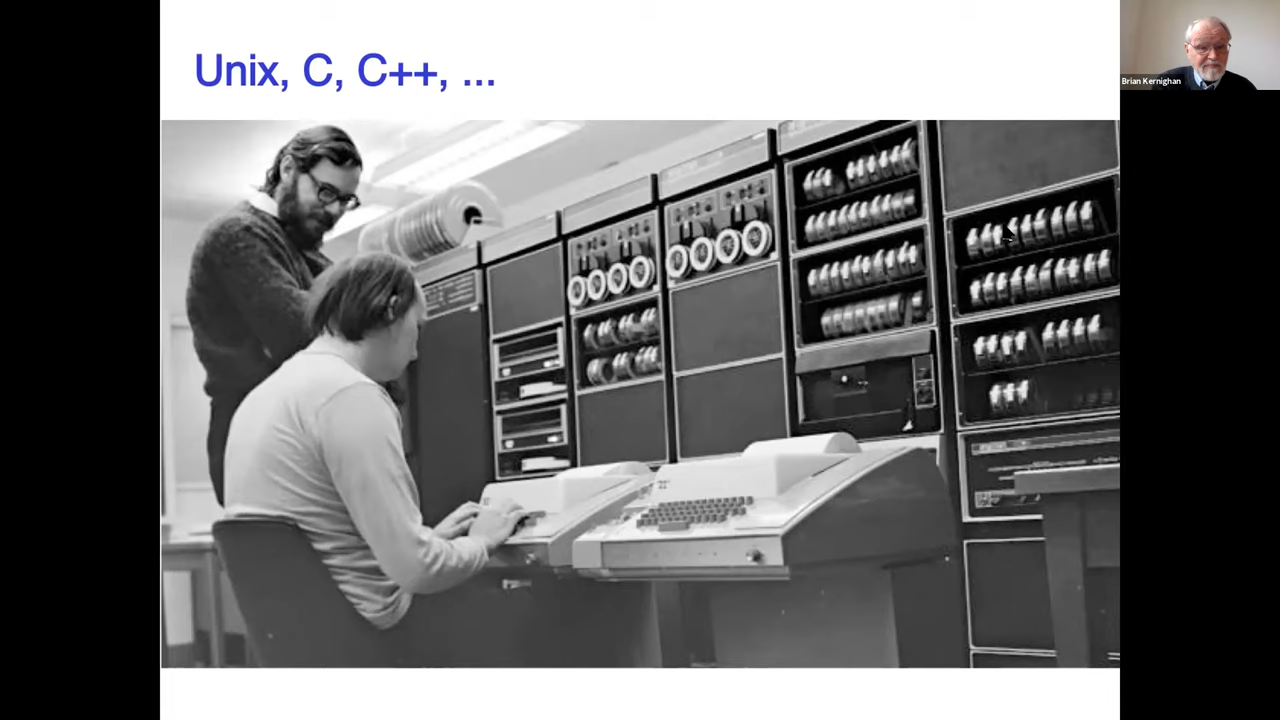 Unix, C, C++, ...
Brian Kernighan